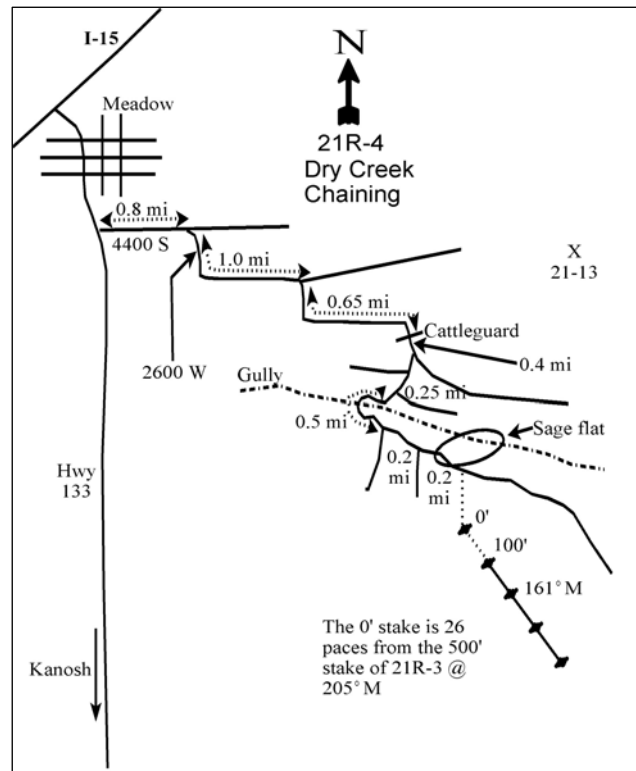 I-15
N
Meadow
21R-4
Dry Creek
Chaining
0.8 mi
4400 S
1.0 mi
X
21-13
0.65 mi
Cattleguard
2600 W
0.4 mi
Gully
0.25 mi
0.5 mi
Sage flat
0.2
mi
0.2
mi
Hwy
133
0'
100'
161°M
The 0' stake is 26
paces from the 500'
stake of 21R-3 @
205°M
Kanosh